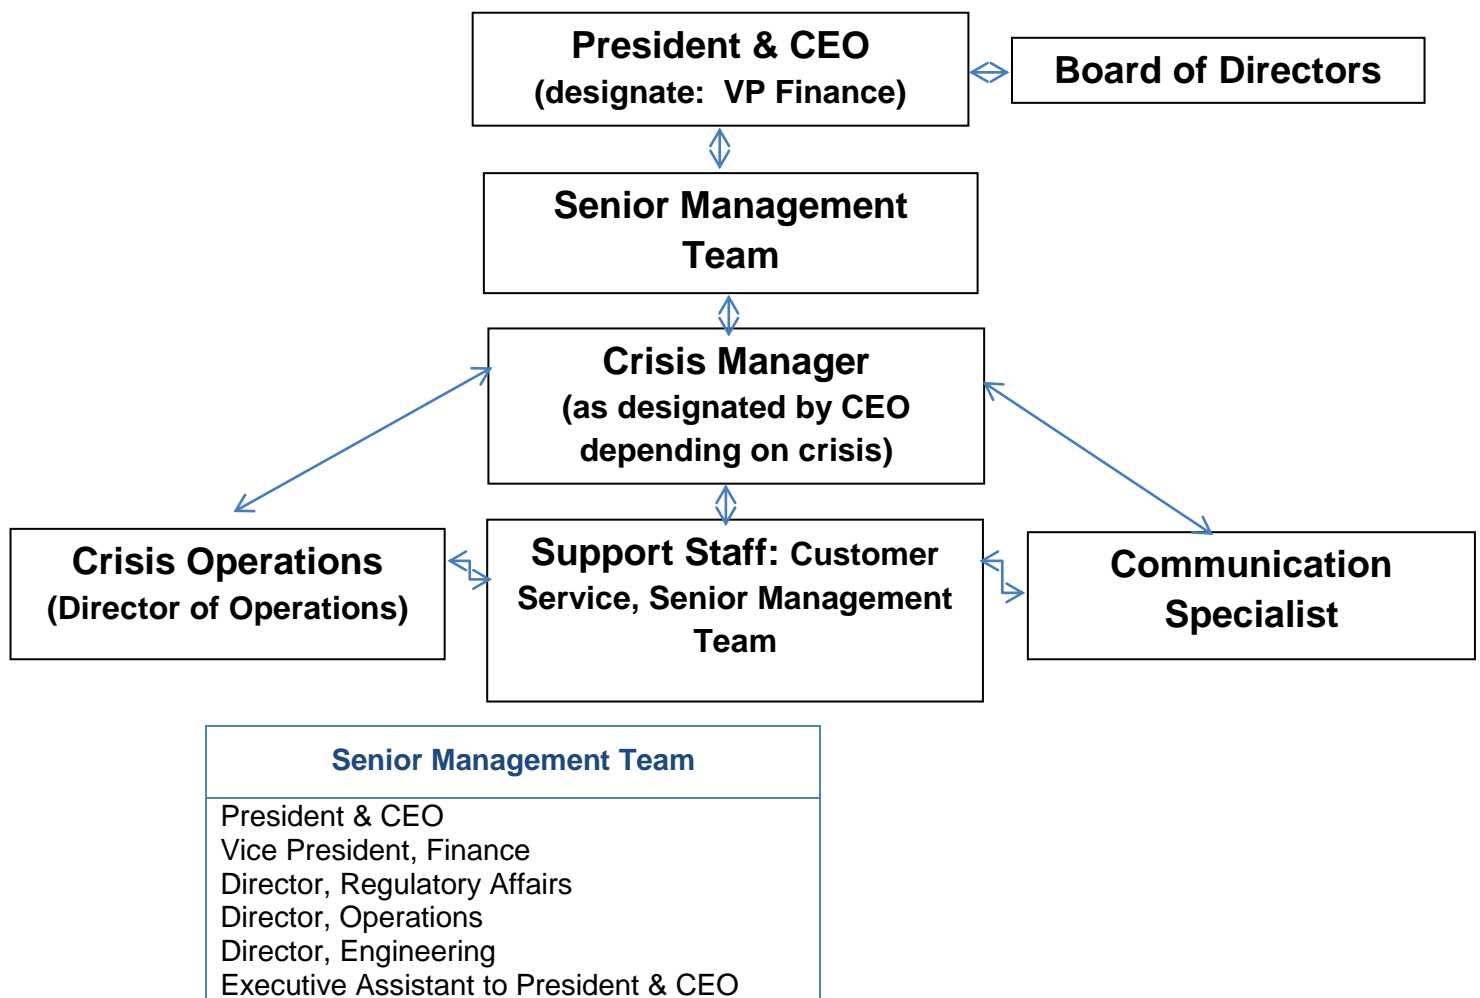 President & CEO
(designate: VP Finance)
Board of Directors
Senior Management
Team
Crisis Manager
(as designated by CEO
depending on crisis)
Crisis Operations
(Director of Operations)
Support Staff: Customer
Service, Senior Management
Team
Communication
Specialist
Senior Management Team
President & CEO
Vice President, Finance
Director, Regulatory Affairs
Director, Operations
Director, Engineering
Executive Assistant to President & CEO